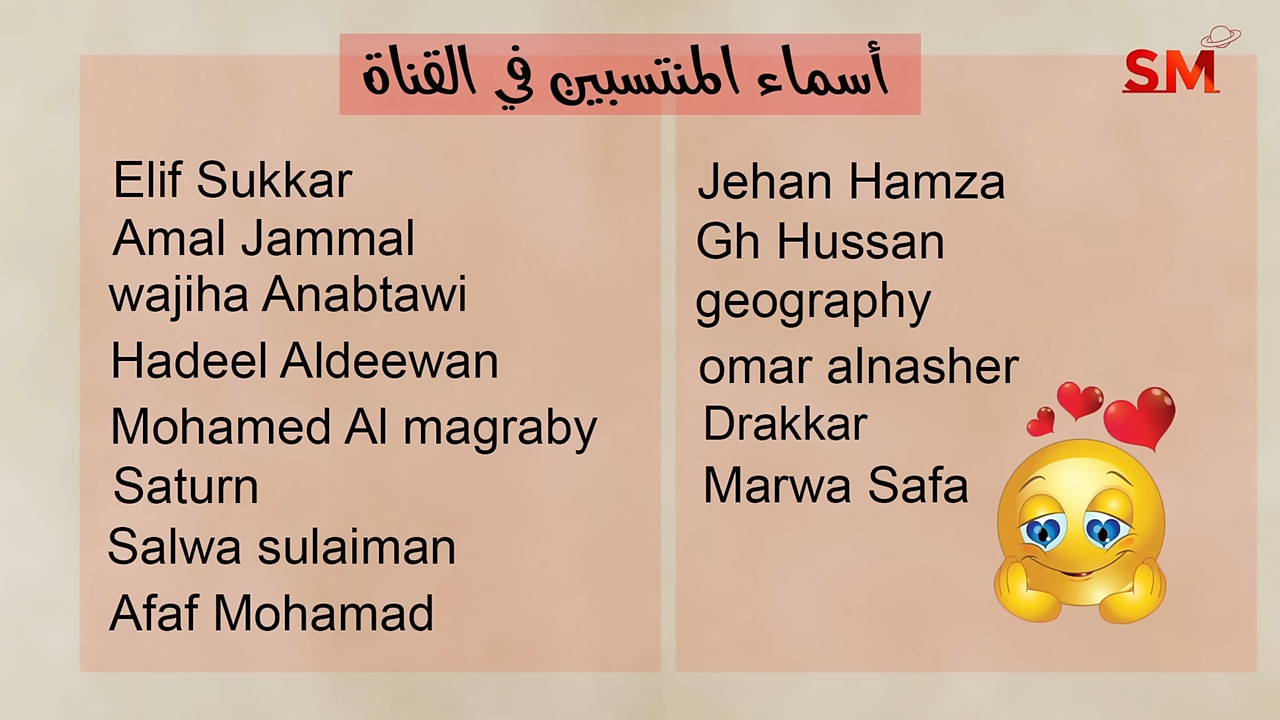 أسماء المنتسبين في القناة
SM
Elif Sukkar
Amal Jammal
wajiha Anabtawi
Hadeel Aldeewan
Mohamed Al magraby
Saturn
Salwa sulaiman
Afaf Mohamad
Jehan Hamza
Gh Hussan
geography
omar alnasher
Drakkar
Marwa Safa